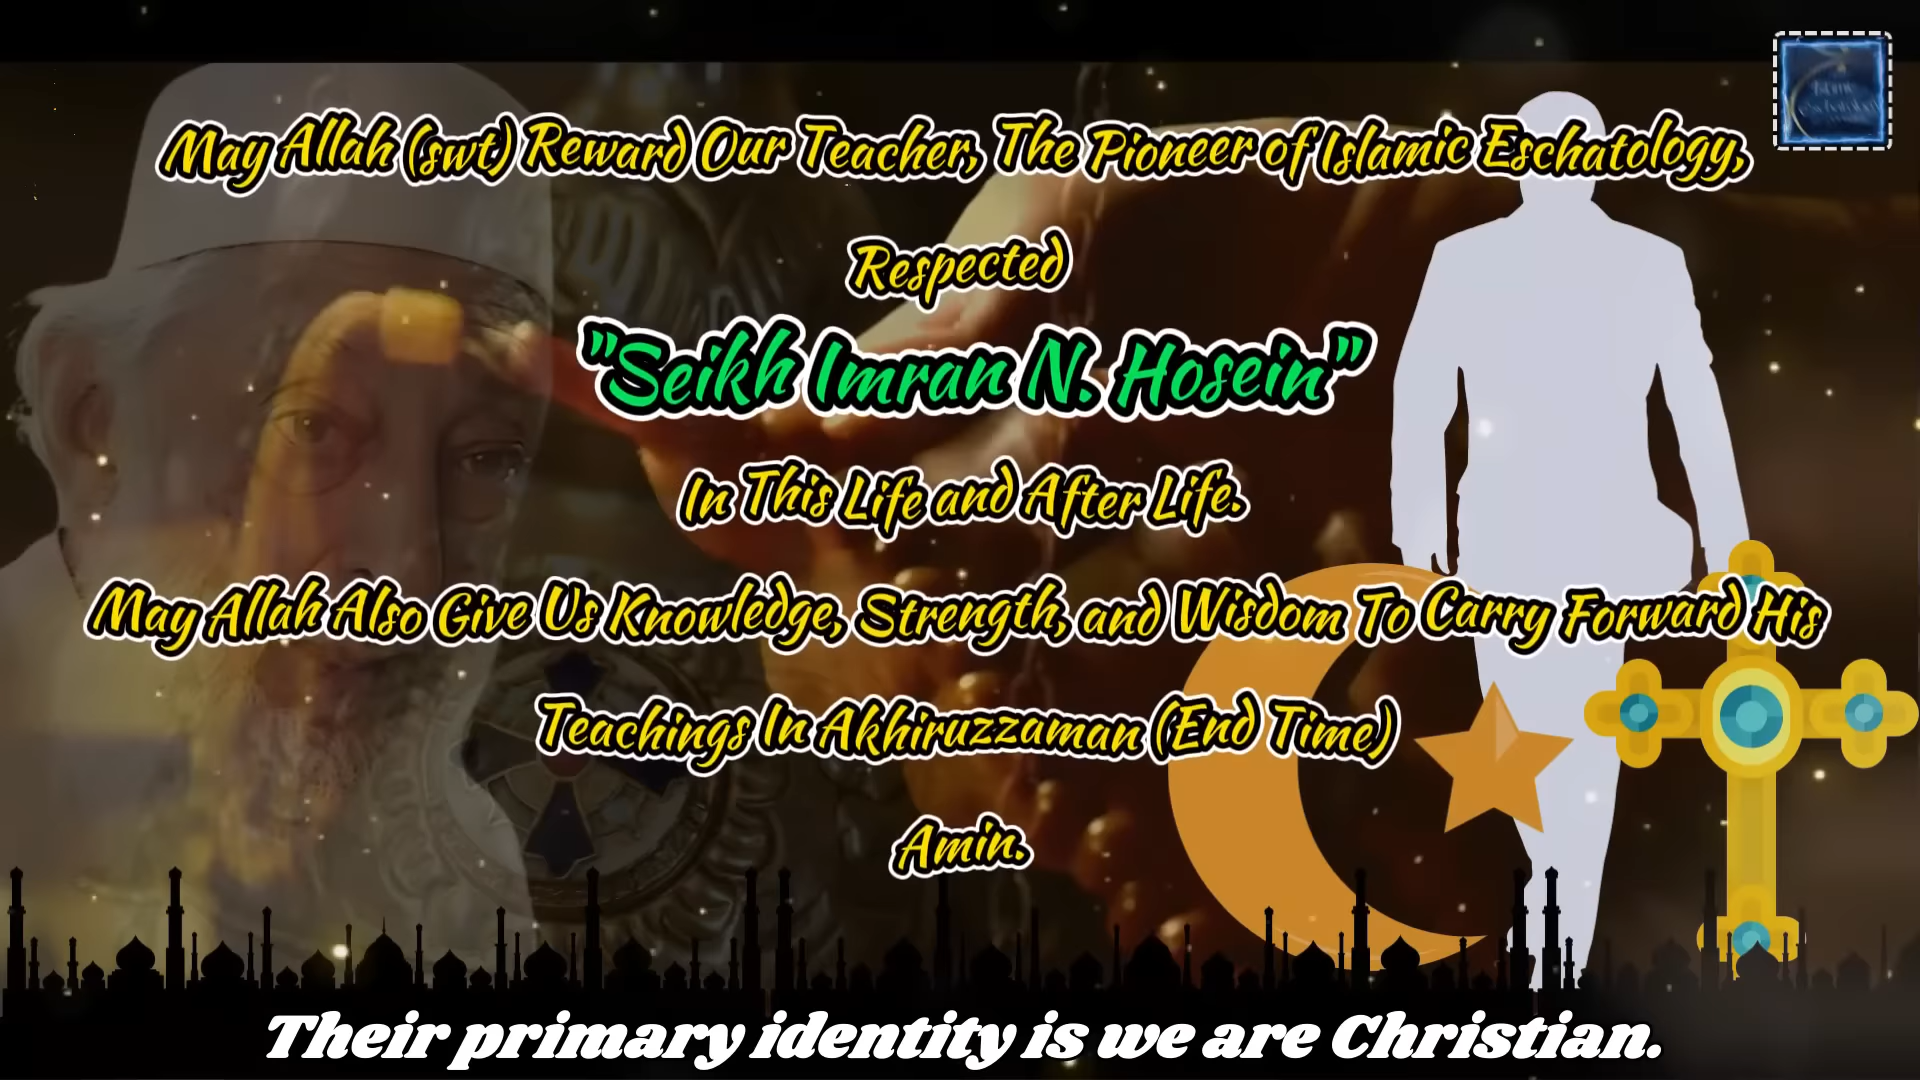 May Allah (swt) Reward Our Teacher, The Pioneer of Islamic Eschatology,
Respected
"Seikh Imran N. Hosein"
In This Life and After Life.
May Allah Also Give Us Knowledge, Strength, and Wisdom To Carry Forward His
Teachings In Akhiruzzaman (End Time)
Amin.
Their primary identity is we are Christian.